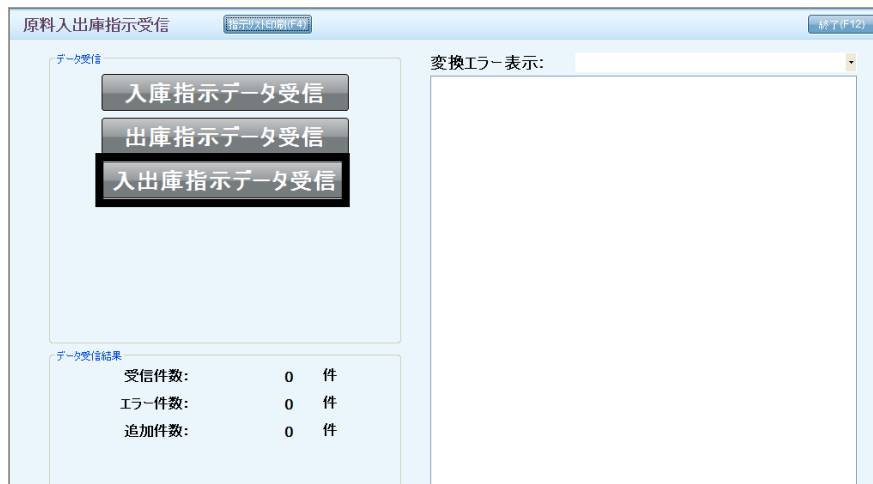 原料入出庫指示受信 指示リスト印刷(F4) 終了(F12)
データ受信
入庫指示データ受信
出庫指示データ受信
入出庫指示データ受信
変換エラー表示:
データ受信結果
受信件数: 0 件
エラー件数: 0 件
追加件数: 0 件